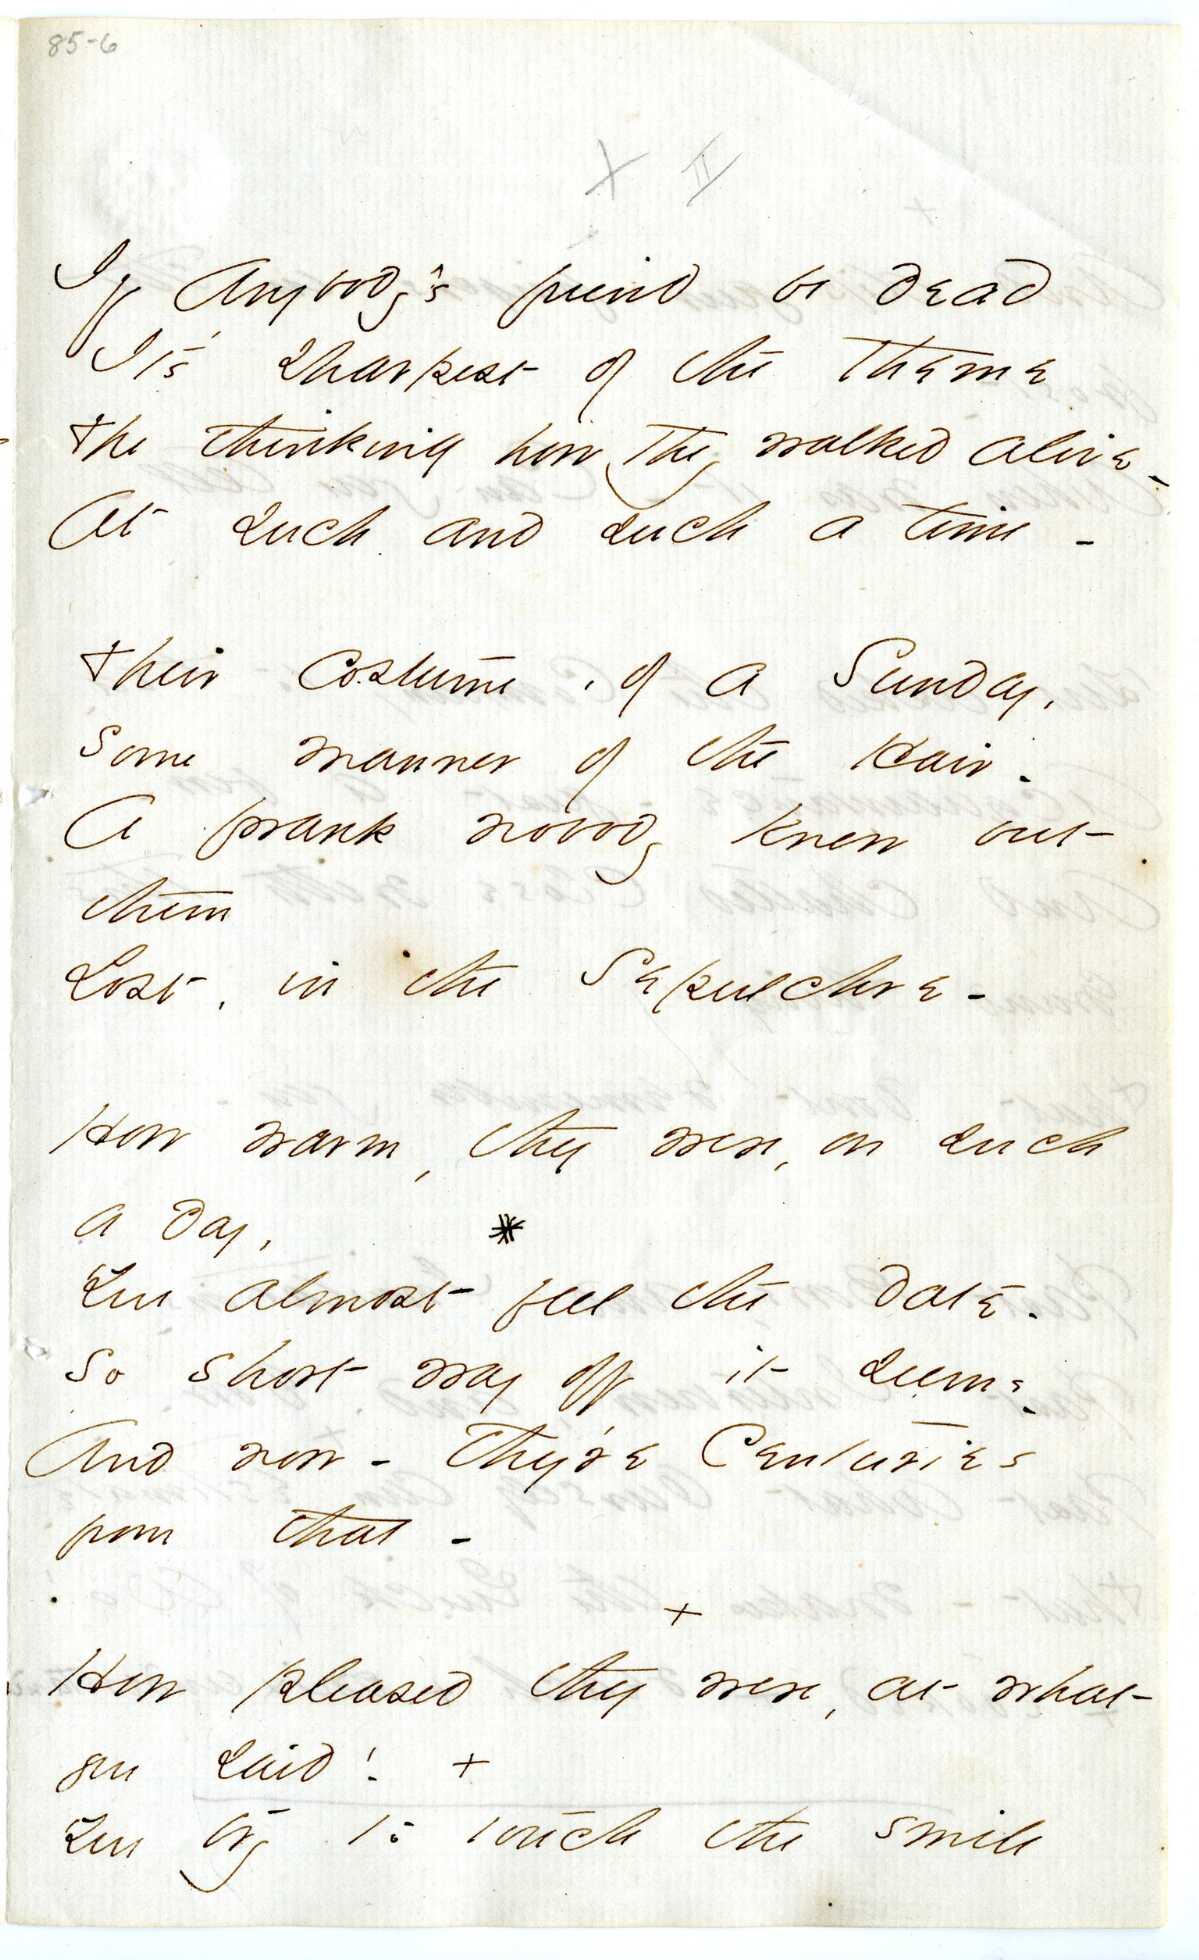 85-6
X II
If Anybody's friend be dead
It's sharpest of the theme
The thinking how they walked alive -
At such and such a time -
Their costume, of a Sunday,
Some manner of the Hair -
A prank nobody knew but
them
Lost, in the Sepulchre -
How warm, they were, on such
a day,
You almost feel the date -
So short way off it seems -
And now - they're Centuries
from that -
+
How pleased they were, at what
you said! +
You try to touch the smile